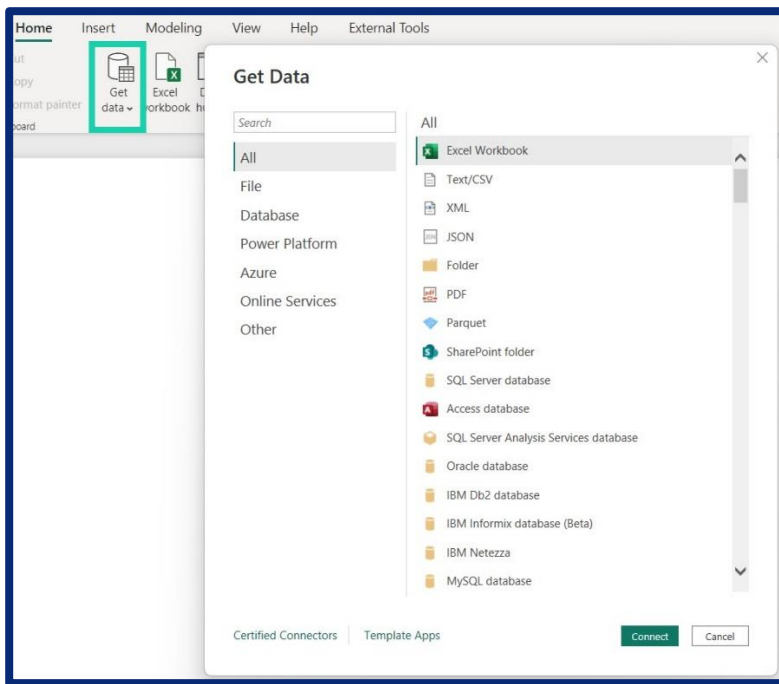 Home Insert Modeling View Help External Tools
Get
data
Excel
Get Data
Search
All
File
Database
Power Platform
Azure
Online Services
Other
All
Excel Workbook
Text/CSV
XML
JSON
Folder
PDF
Parquet
SharePoint folder
SQL Server database
Access database
SQL Server Analysis Services database
Oracle database
IBM Db2 database
IBM Informix database (Beta)
IBM Netezza
MySQL database
Certified Connectors Template Apps
Connect Cancel